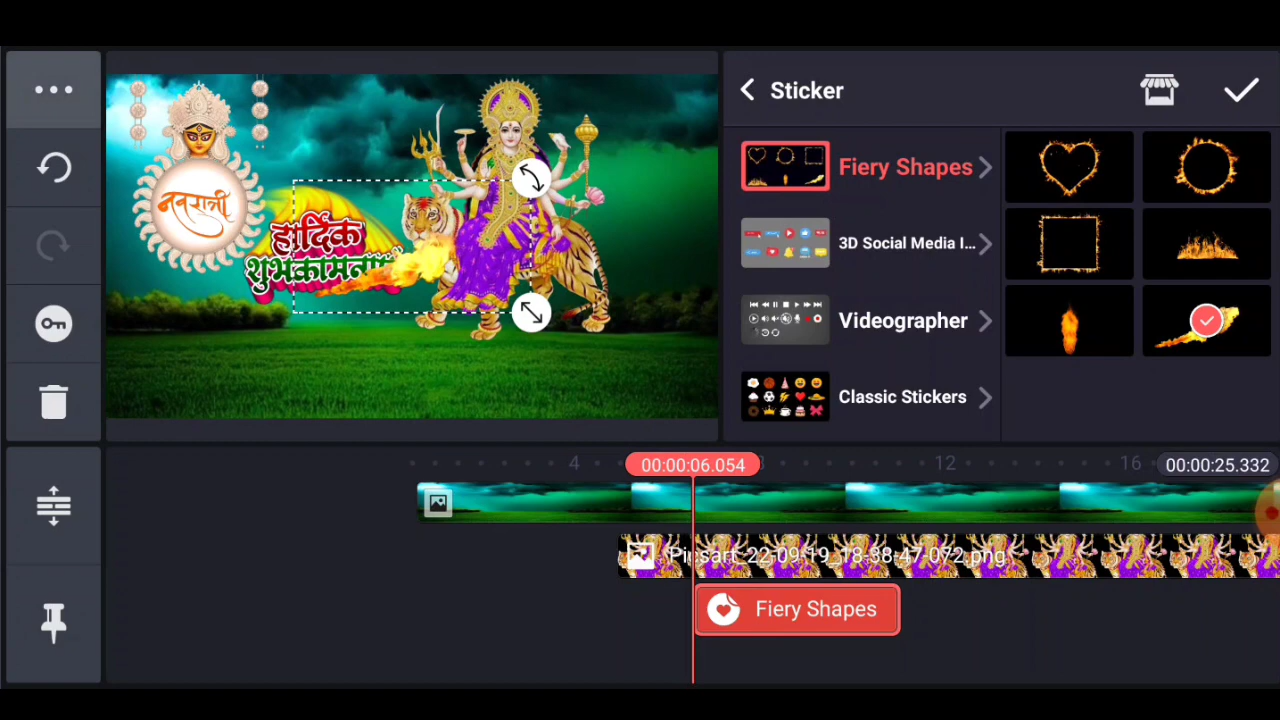 Sticker
Fiery Shapes
3D Social Media I...
Videographer
Classic Stickers
नवरात्री
हार्दिक
शुभकामनाएं
4
00:00:06.054
8
12
16
00:00:25.332
Picsart_22-09-19_18-38-47-072.png
Fiery Shapes